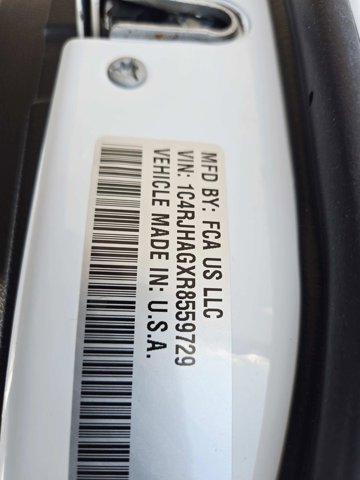 MFD BY: FCA US LLC
VIN: 1C4RJHAGXR8559729
VEHICLE MADE IN: U.S.A.